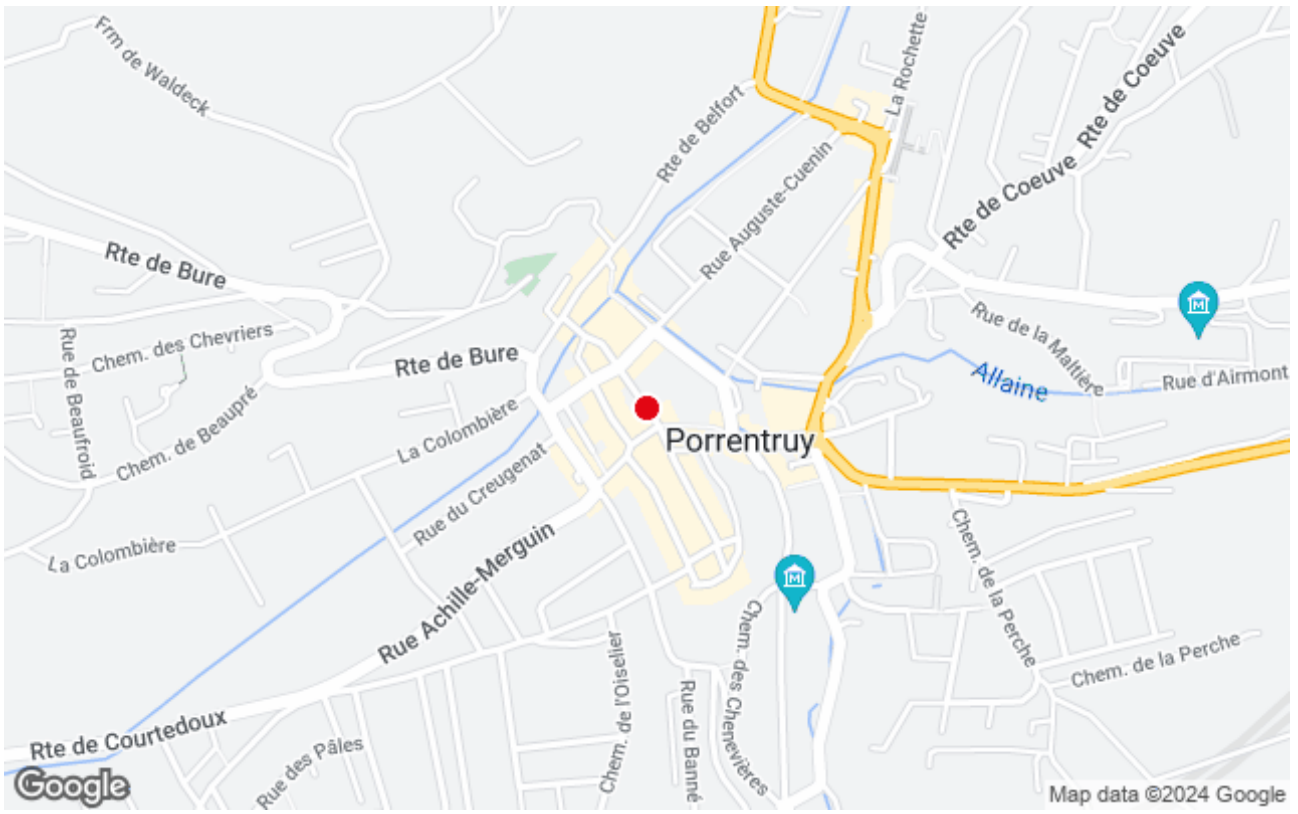 Frm de Waldeck
La Rochette
Rte de Coeuve
Rte de Belfort
Rue Auguste-Cuenin
Rte de Coeuve
Rte de Bure
M
Rue de la Maltière
Rue de Beaufroid
Chem. des Chevriers
Rte de Bure
Allaine
Rue d'Airmont
Chem. de Beaupré
La Colombière
Porrentruy
Rue du Creugenat
La Colombière
Rue Achille-Merguin
M
Chem. de la Perche
Chem. des Chenevières
Chem. de l'Oiselier
Rue du Banné
Chem. de la Perche
Rte de Courtedoux
Rue des Pâles
Google
Map data ©2024 Google